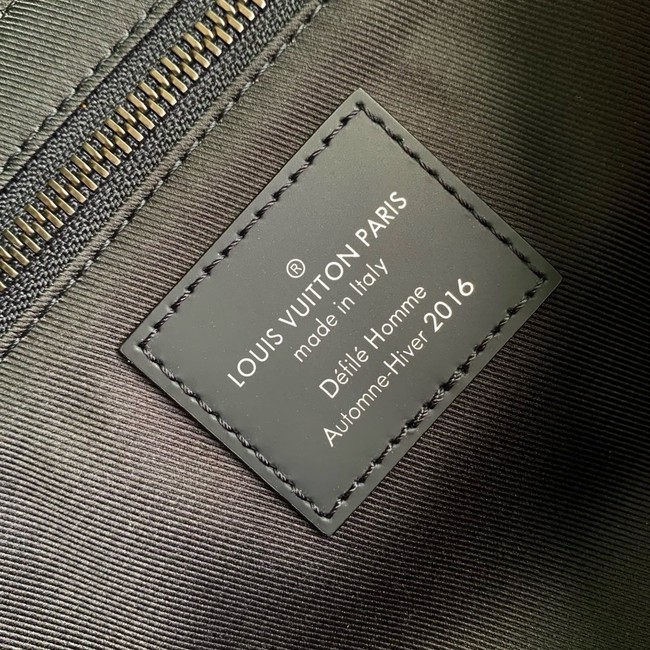 ®
LOUIS VUITTON PARIS
made in Italy
Défilé Homme
Automne-Hiver 2016